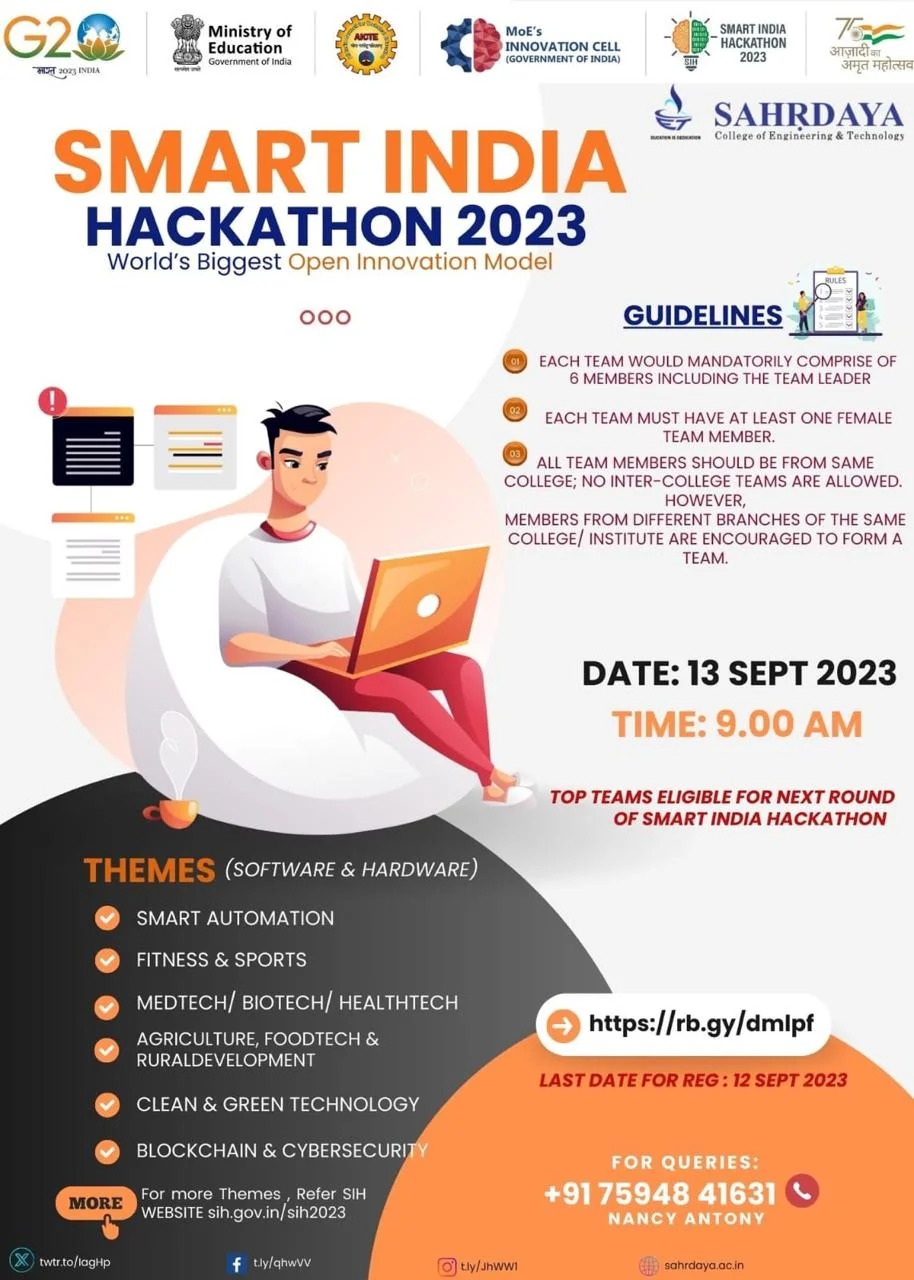 G20
भारत 2023 INDIA
Ministry of
Education
Government of India
AICTE
MoE's
INNOVATION CELL
(GOVERNMENT OF INDIA)
SIH
SMART INDIA
HACKATHON
2023
75
आज़ादी का
अमृत महोत्सव
EDUCATION IS DEDICATION
SAHRDAYA
College of Engineering & Technology
SMART INDIA
HACKATHON 2023
World's Biggest Open Innovation Model
GUIDELINES
RULES
01 EACH TEAM WOULD MANDATORILY COMPRISE OF
6 MEMBERS INCLUDING THE TEAM LEADER
02 EACH TEAM MUST HAVE AT LEAST ONE FEMALE
TEAM MEMBER.
03 ALL TEAM MEMBERS SHOULD BE FROM SAME
COLLEGE; NO INTER-COLLEGE TEAMS ARE ALLOWED.
HOWEVER,
MEMBERS FROM DIFFERENT BRANCHES OF THE SAME
COLLEGE/ INSTITUTE ARE ENCOURAGED TO FORM A
TEAM.
DATE: 13 SEPT 2023
TIME: 9.00 AM
TOP TEAMS ELIGIBLE FOR NEXT ROUND
OF SMART INDIA HACKATHON
THEMES (SOFTWARE & HARDWARE)
SMART AUTOMATION
FITNESS & SPORTS
MEDTECH/ BIOTECH/ HEALTHTECH
AGRICULTURE, FOODTECH &
RURALDEVELOPMENT
CLEAN & GREEN TECHNOLOGY
BLOCKCHAIN & CYBERSECURITY
MORE
For more Themes , Refer SIH
WEBSITE sih.gov.in/sih2023
https://rb.gy/dmlpf
LAST DATE FOR REG : 12 SEPT 2023
FOR QUERIES:
+91 75948 41631
NANCY ANTONY
twtr.to/IagHp
t.ly/qhwVV
t.ly/JhWW1
sahrdaya.ac.in